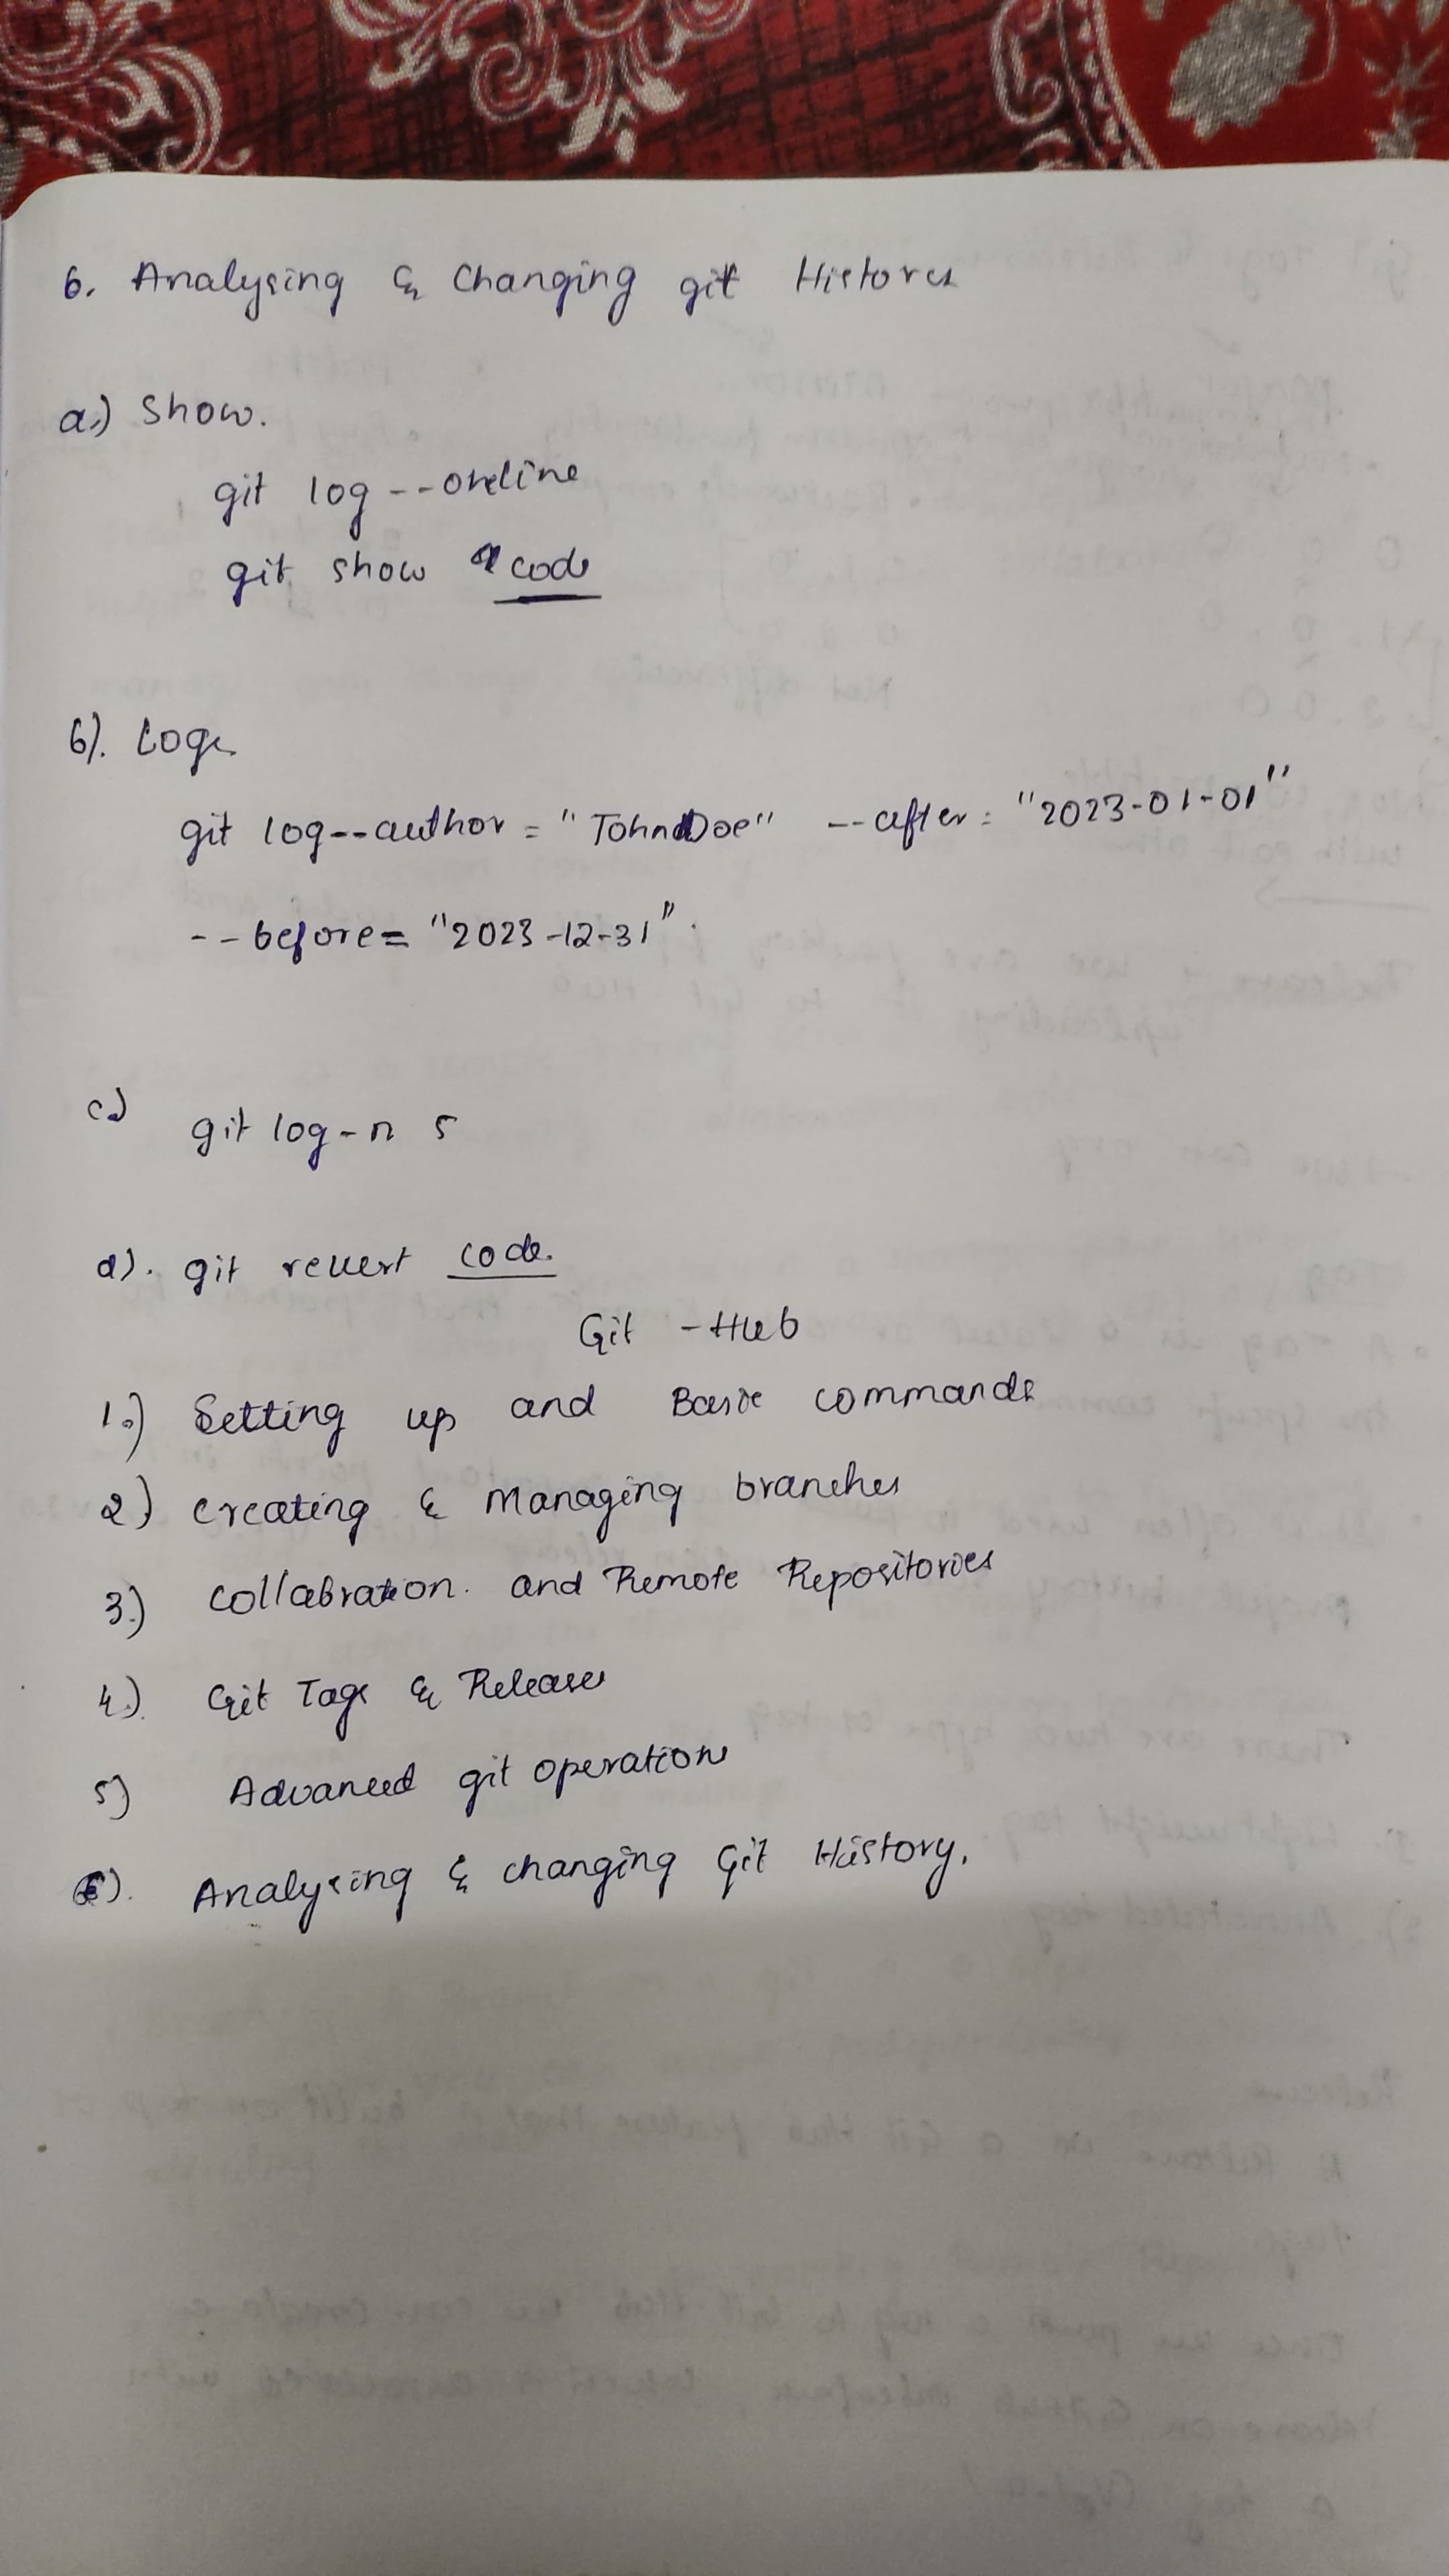 6. Analysing & Changing git History
a.) Show.
git log --oneline
git show code
b). Logs
git log--author = "JohnDoe" --after = "2023-01-01"
--before = "2023-12-31".
c.)
git log -n 5
d). git revert code.
Git - Hub
1.) Setting up and Basic commands
2.) Creating & Managing branches
3.) Collabration. and Remote Repositories
4.) Git Tags & Releases
5) Advanced git operations
6). Analysing & changing Git History.